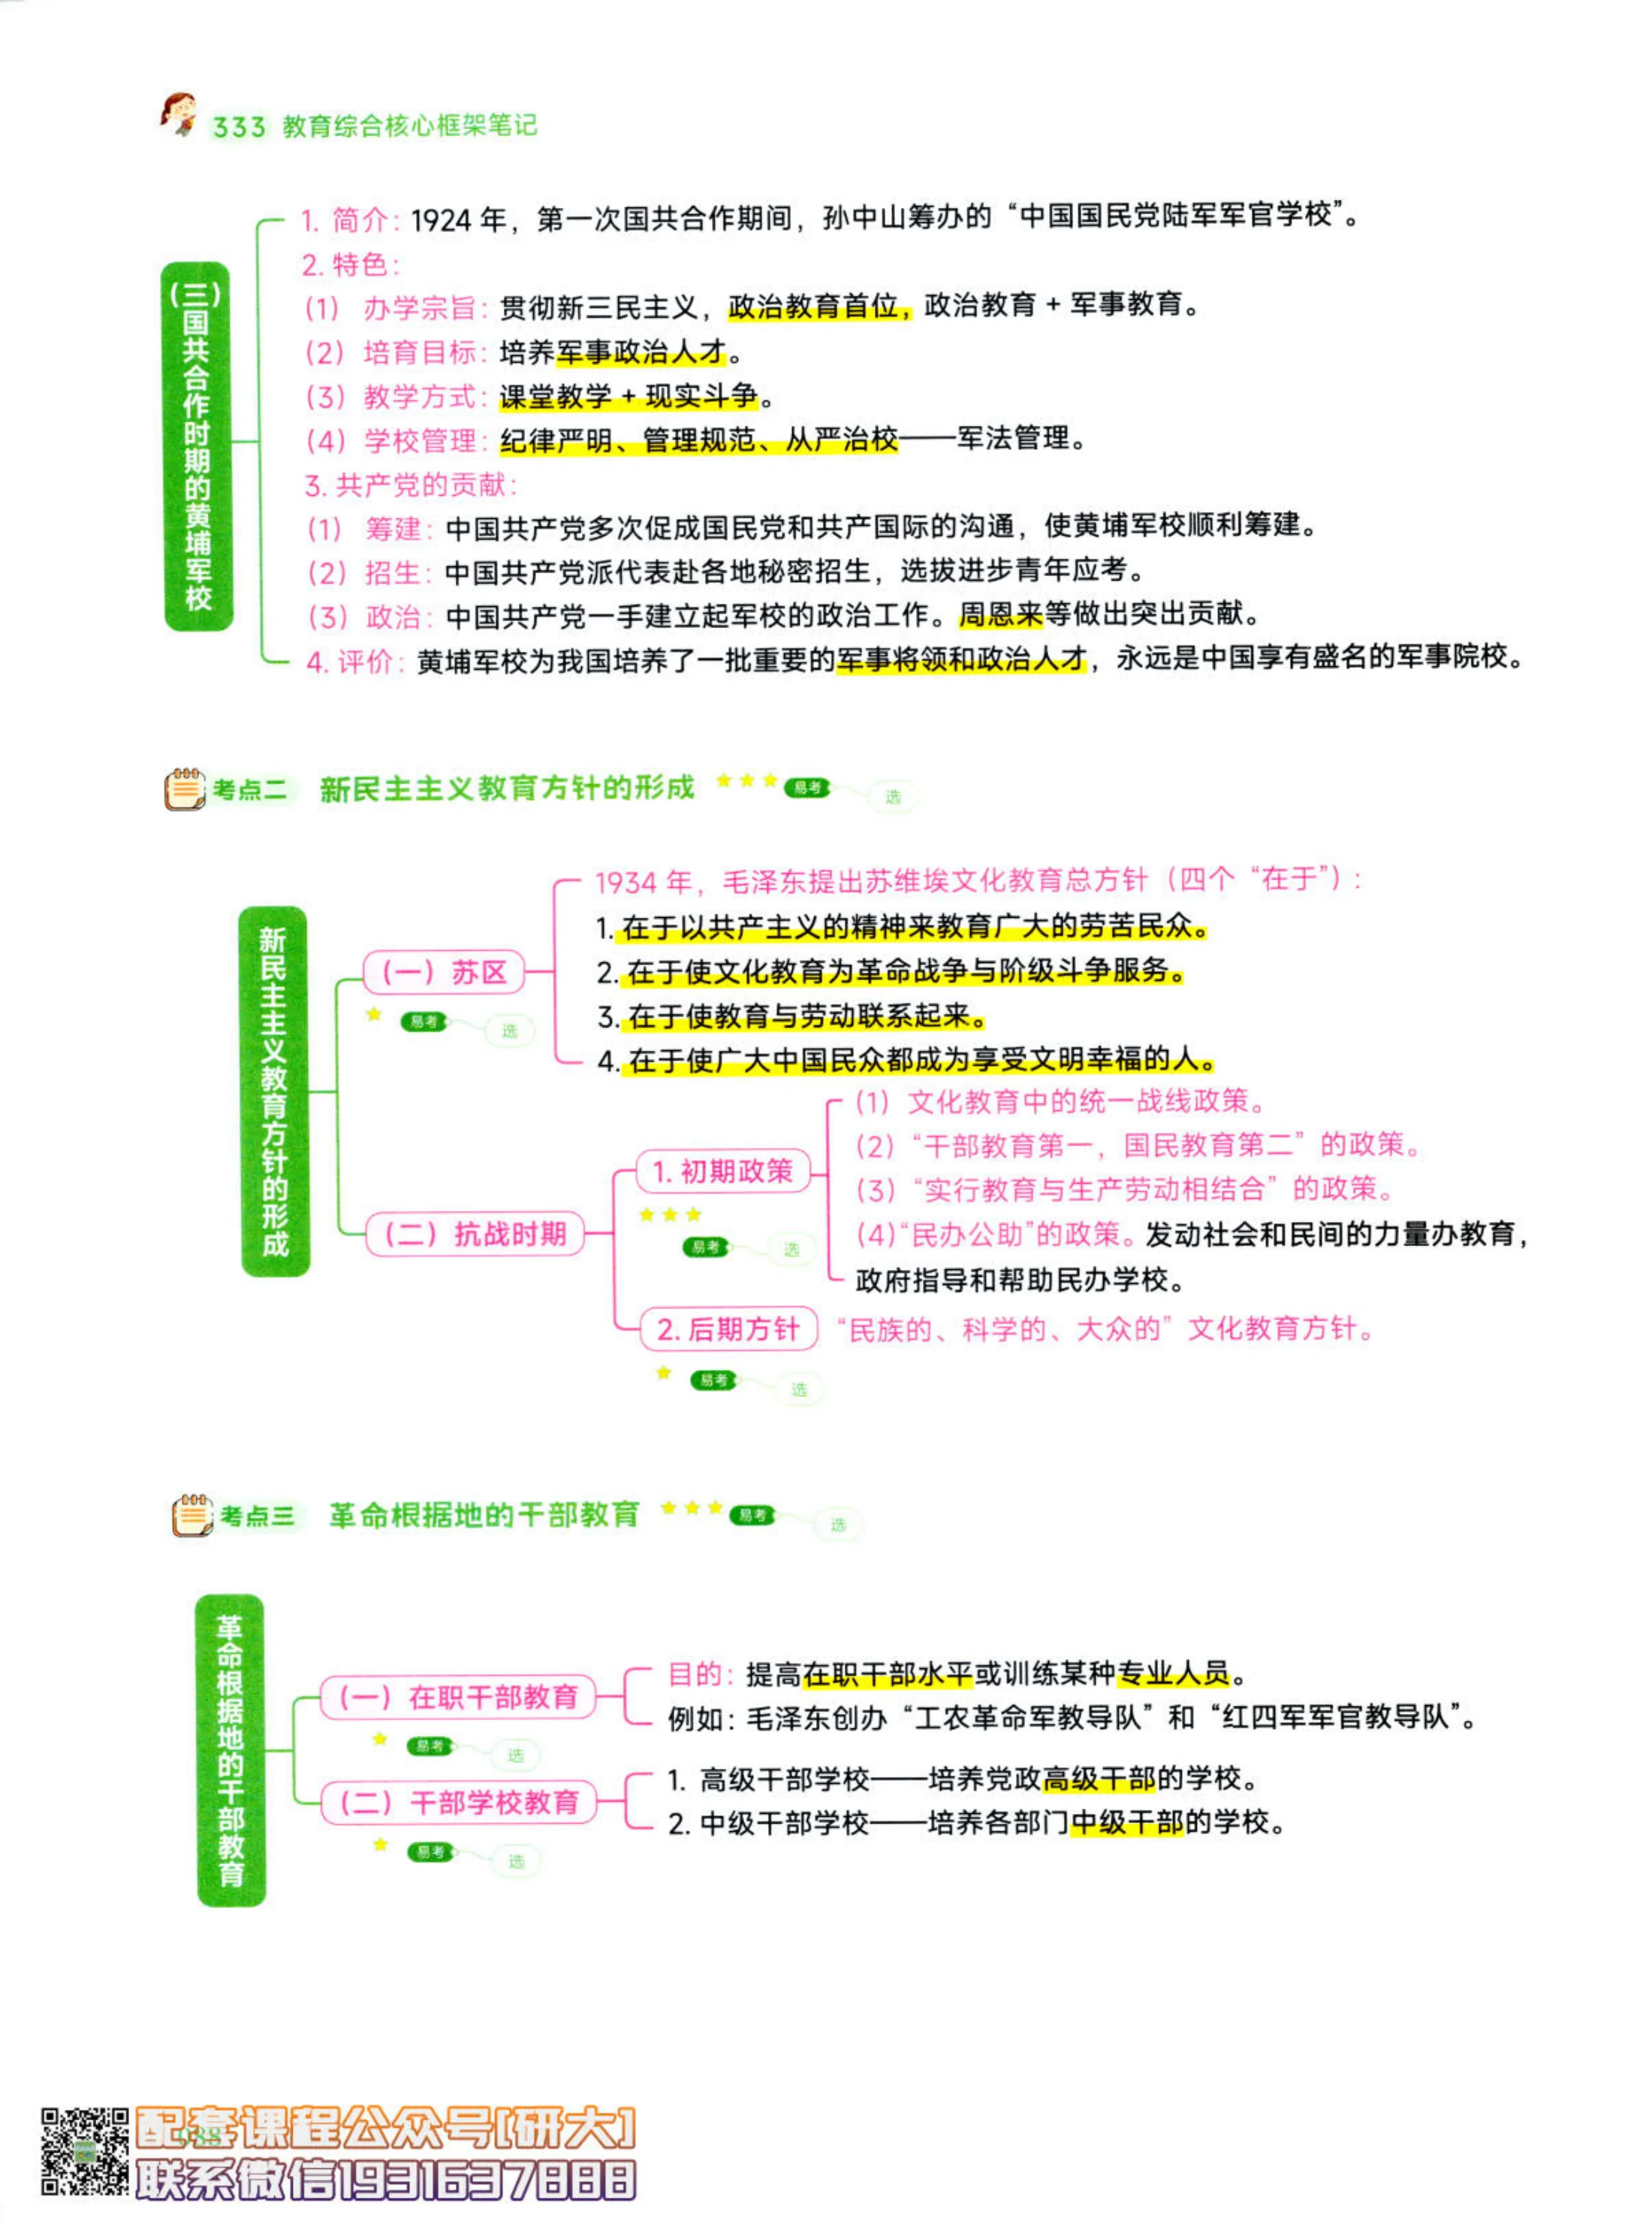 333 教育综合核心框架笔记
(三)国共合作时期的黄埔军校
1. 简介：1924 年，第一次国共合作期间，孙中山筹办的“中国国民党陆军军官学校”。
2. 特色：
(1) 办学宗旨：贯彻新三民主义，政治教育首位，政治教育 + 军事教育。
(2) 培育目标：培养军事政治人才。
(3) 教学方式：课堂教学 + 现实斗争。
(4) 学校管理：纪律严明、管理规范、从严治校——军法管理。
3. 共产党的贡献：
(1) 筹建：中国共产党多次促成国民党和共产国际的沟通，使黄埔军校顺利筹建。
(2) 招生：中国共产党派代表赴各地秘密招生，选拔进步青年应考。
(3) 政治：中国共产党一手建立起军校的政治工作。周恩来等做出突出贡献。
4. 评价：黄埔军校为我国培养了一批重要的军事将领和政治人才，永远是中国享有盛名的军事院校。
考点二 新民主主义教育方针的形成 易考 选
新民主主义教育方针的形成
(一) 苏区
易考 选
1934 年，毛泽东提出苏维埃文化教育总方针（四个“在于”）：
1. 在于以共产主义的精神来教育广大的劳苦民众。
2. 在于使文化教育为革命战争与阶级斗争服务。
3. 在于使教育与劳动联系起来。
4. 在于使广大中国民众都成为享受文明幸福的人。
(二) 抗战时期
1. 初期政策
易考 选
(1) 文化教育中的统一战线政策。
(2) “干部教育第一，国民教育第二”的政策。
(3) “实行教育与生产劳动相结合”的政策。
(4)“民办公助”的政策。发动社会和民间的力量办教育，
政府指导和帮助民办学校。
2. 后期方针 “民族的、科学的、大众的”文化教育方针。
易考 选
考点三 革命根据地的干部教育 易考 选
革命根据地的干部教育
(一) 在职干部教育
易考 选
目的：提高在职干部水平或训练某种专业人员。
例如：毛泽东创办“工农革命军教导队”和“红四军军官教导队”。
(二) 干部学校教育
易考 选
1. 高级干部学校——培养党政高级干部的学校。
2. 中级干部学校——培养各部门中级干部的学校。
配套课程公众号[研大]
088
联系微信1931637888